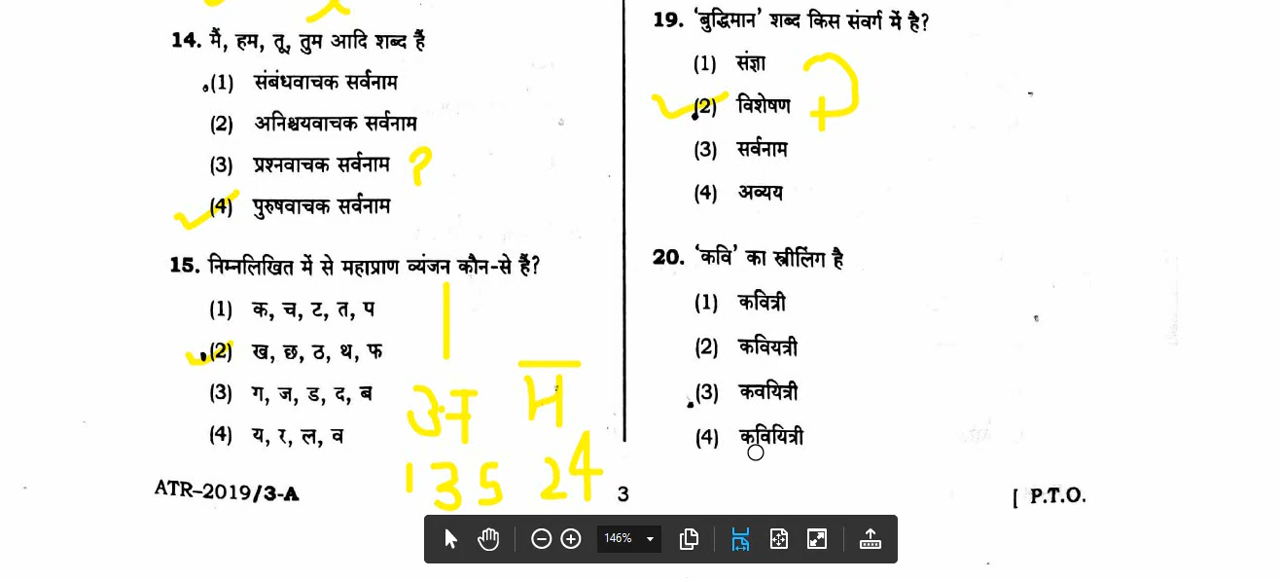 14. मैं, हम, तू, तुम आदि शब्द हैं
(1) संबंधवाचक सर्वनाम
(2) अनिश्चयवाचक सर्वनाम
(3) प्रश्नवाचक सर्वनाम ?
(4) पुरुषवाचक सर्वनाम
15. निम्नलिखित में से महाप्राण व्यंजन कौन-से हैं?
(1) क, च, ट, त, प
(2) ख, छ, ठ, थ, फ
(3) ग, ज, ड, द, ब
(4) य, र, ल, व
अ म
1 3 5 2 4
19. 'बुद्धिमान' शब्द किस संवर्ग में है?
(1) संज्ञा
(2) विशेषण
(3) सर्वनाम
(4) अव्यय
20. 'कवि' का स्त्रीलिंग है
(1) कवित्री
(2) कवियत्री
(3) कवयित्री
(4) कवियित्री
ATR-2019/3-A
3
[ P.T.O.
146%